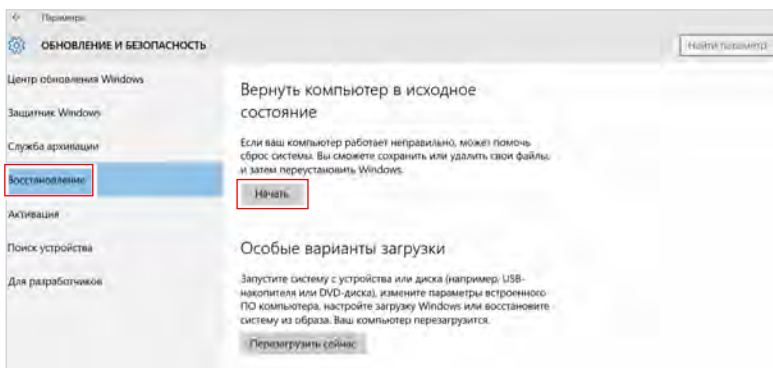 Параметры
ОБНОВЛЕНИЕ И БЕЗОПАСНОСТЬ
Найти параметр
Центр обновления Windows
Защитник Windows
Служба архивации
Восстановление
Активация
Поиск устройства
Для разработчиков
Вернуть компьютер в исходное
состояние
Если ваш компьютер работает неправильно, может помочь
сброс системы. Вы сможете сохранить или удалить свои файлы,
и затем переустановить Windows.
Начать
Особые варианты загрузки
Запустите систему с устройства или диска (например, USB-
накопителя или DVD-диска), измените параметры встроенного
ПО компьютера, настройте загрузку Windows или восстановите
систему из образа. Ваш компьютер перезагрузится.
Перезагрузить сейчас